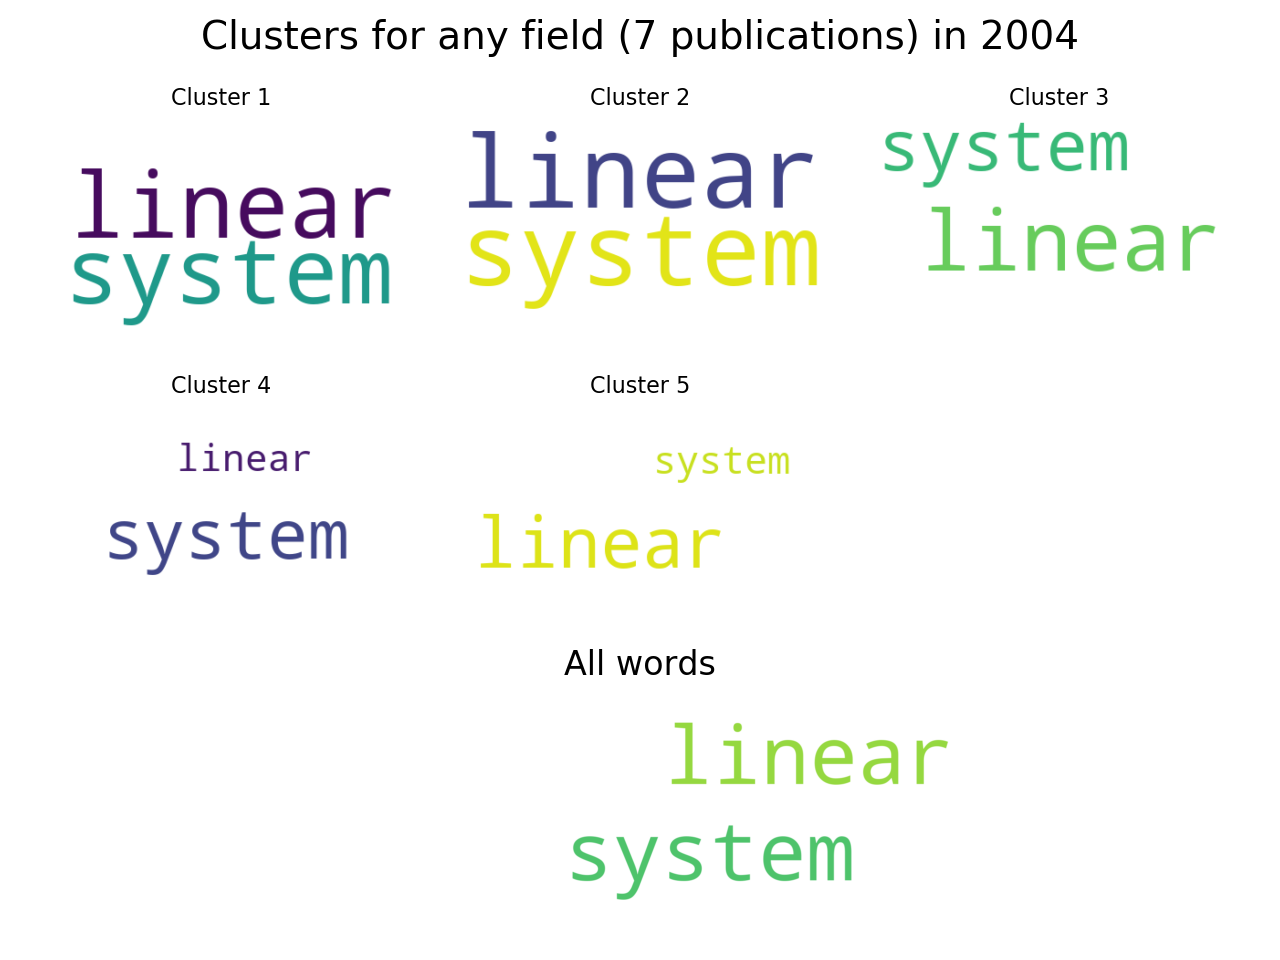 Clusters for any field (7 publications) in 2004
Cluster 1
linear
system
Cluster 2
linear
system
Cluster 3
system
linear
Cluster 4
linear
system
Cluster 5
system
linear
All words
linear
system